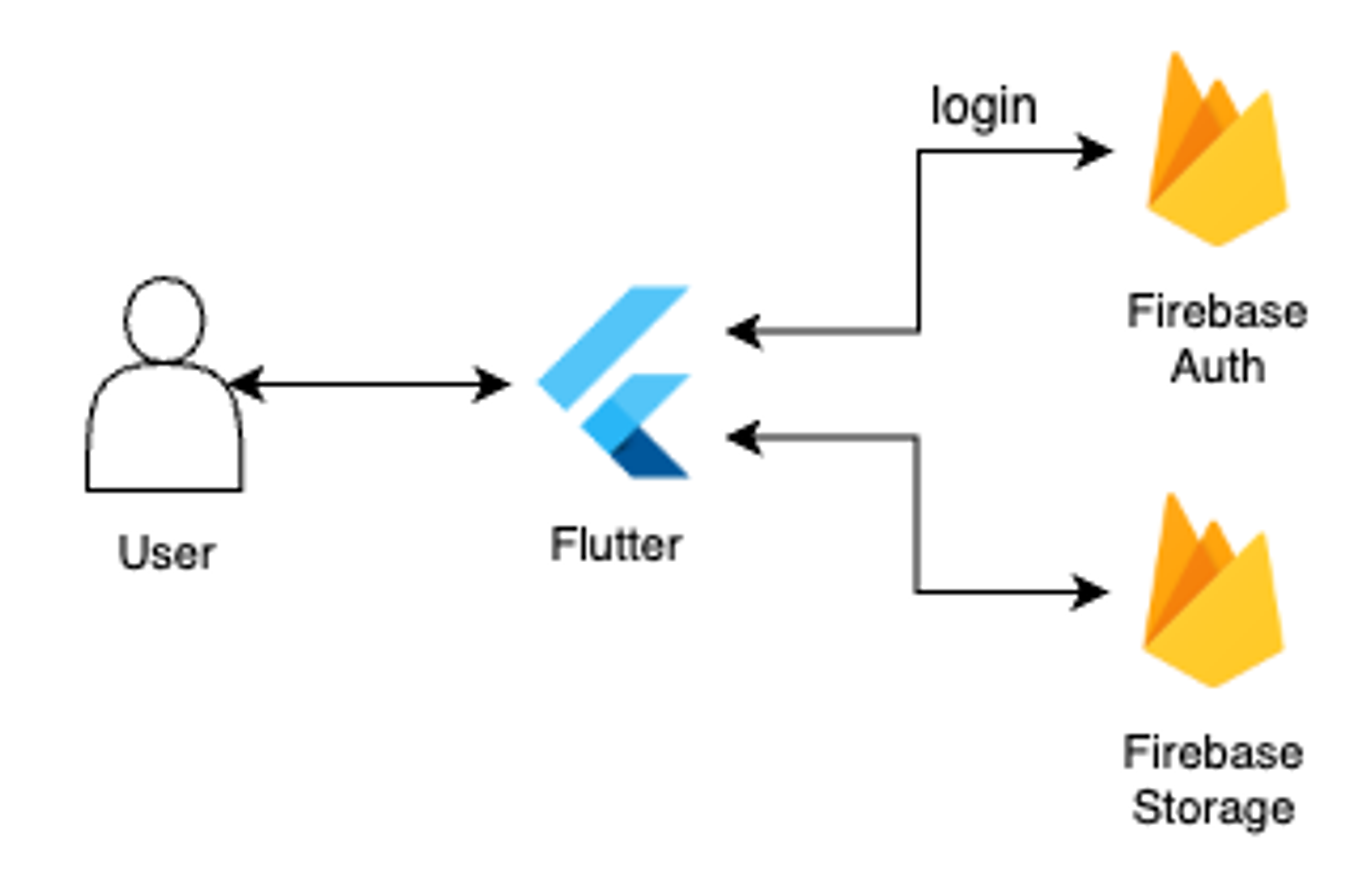 login
Firebase
Auth
User
Flutter
Firebase
Storage